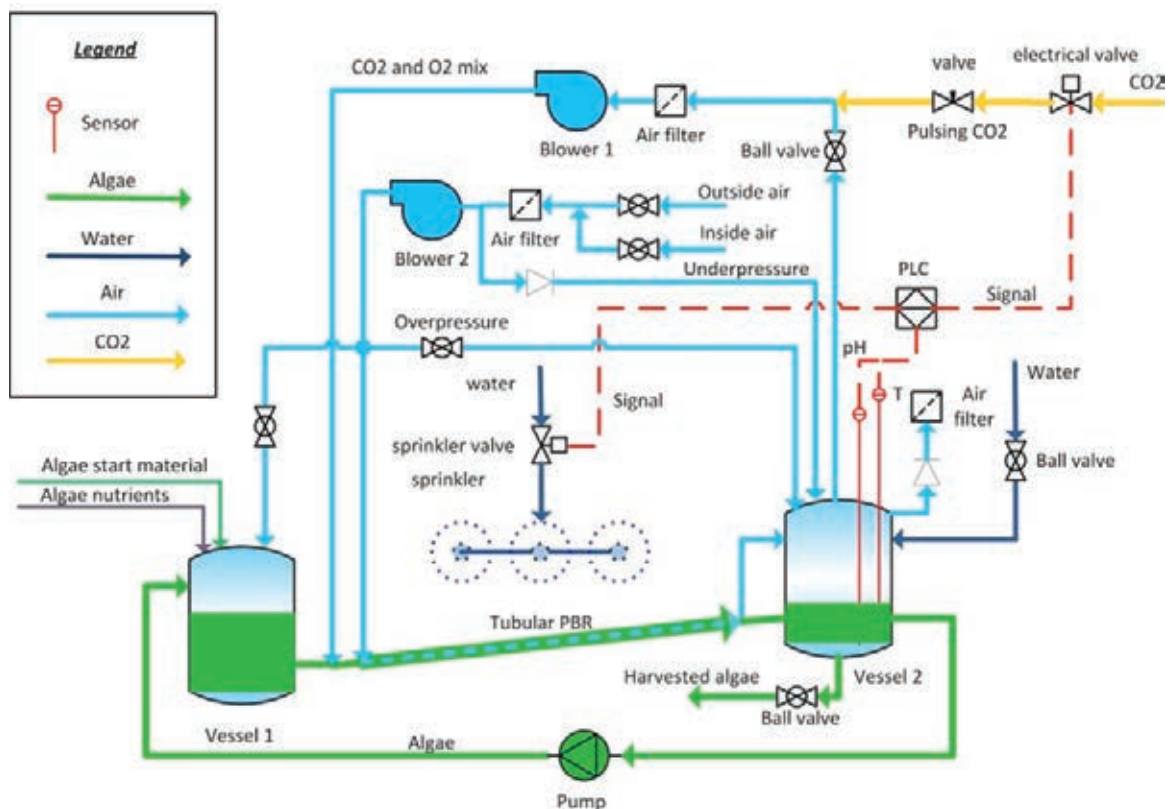 Legend
Sensor
Algae
Water
Air
CO2
CO2 and O2 mix
Blower 1
Air filter
Ball valve
valve
Pulsing CO2
electrical valve
CO2
Blower 2
Air filter
Outside air
Inside air
Underpressure
PLC
Signal
Overpressure
water
Signal
sprinkler valve
sprinkler
pH
T
Air
filter
Water
Ball valve
Algae start material
Algae nutrients
Tubular PBR
Vessel 1
Harvested algae
Ball valve
Vessel 2
Algae
Pump